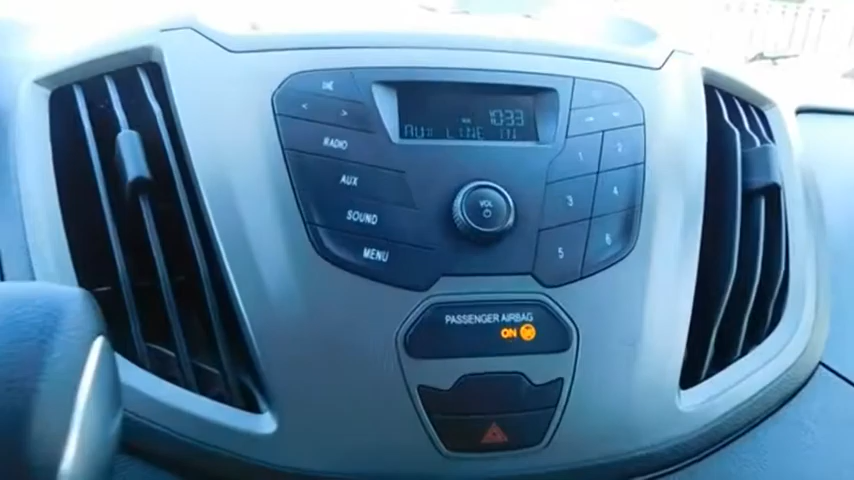 10:33
AUX LINE IN
< >
RADIO
AUX
SOUND
MENU
VOL
1 2
3 4
5 6
PASSENGER AIRBAG
ON